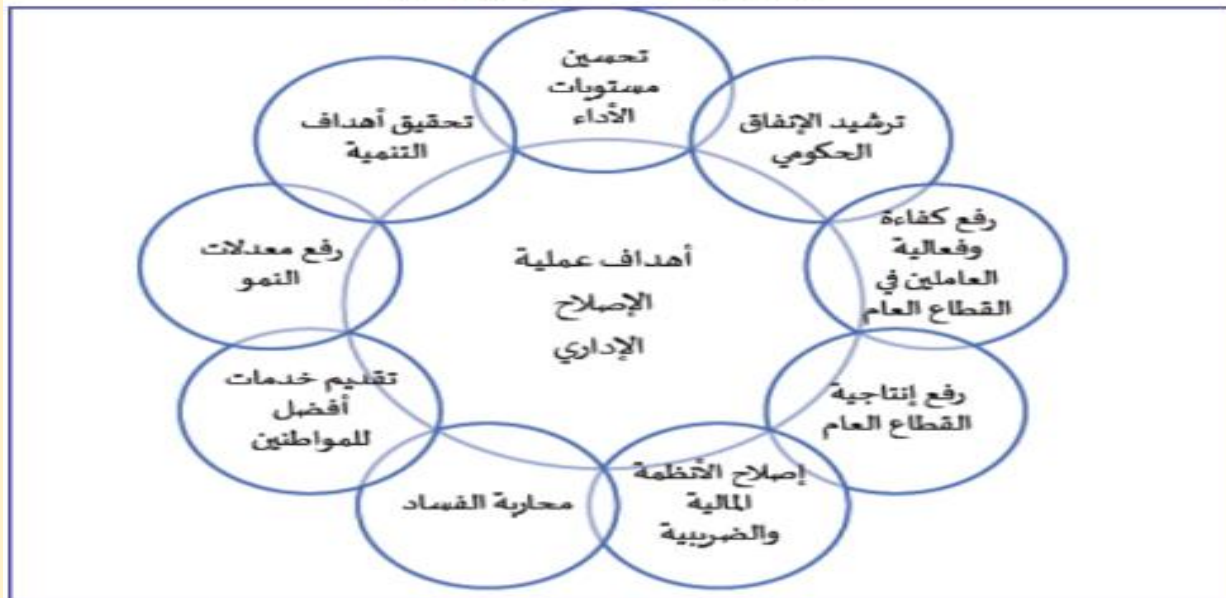 تحسين
مستويات
الأداء
ترشيد الإنفاق
الحكومي
رفع كفاءة
وفعالية
العاملين في
القطاع العام
رفع إنتاجية
القطاع العام
إصلاح الأنظمة
المالية
والضريبية
محاربة الفساد
تقديم خدمات
أفضل
للمواطنين
رفع معدلات
النمو
تحقيق أهداف
التنمية
أهداف عملية
الإصلاح
الإداري